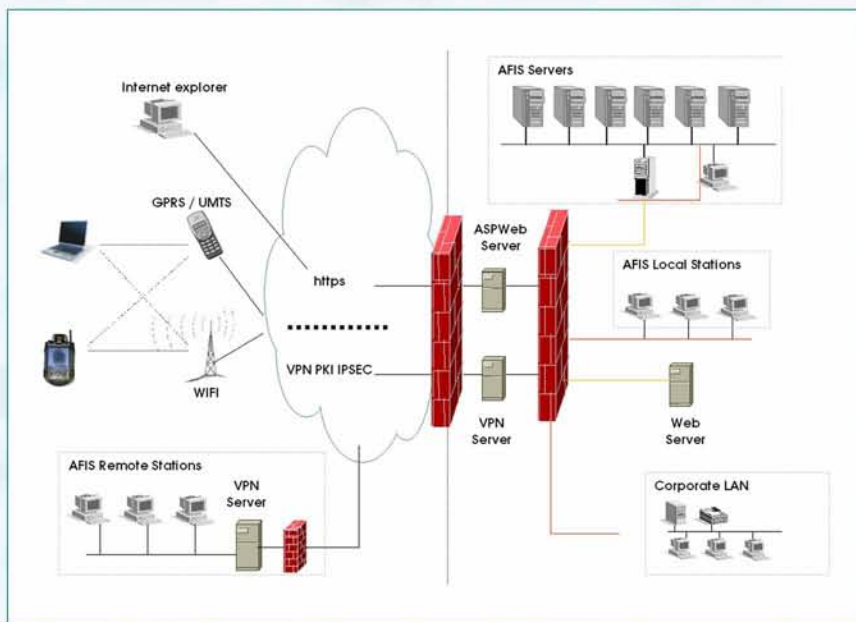 Internet explorer
GPRS / UMTS
WIFI
https
VPN PKI IPSEC
AFIS Remote Stations
VPN
Server
AFIS Servers
ASPWeb
Server
VPN
Server
AFIS Local Stations
Web
Server
Corporate LAN